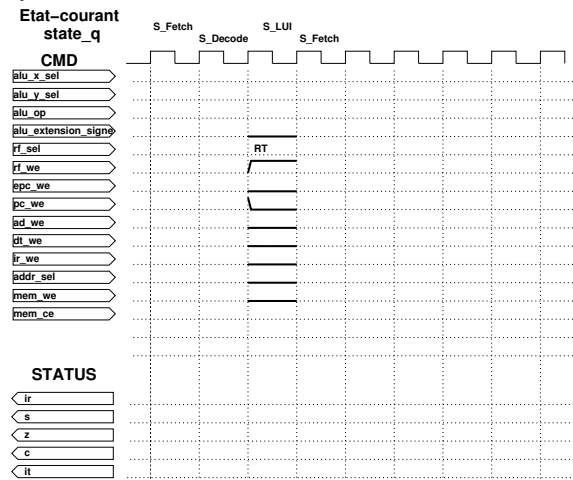 Etat-courant
state_q
S_Fetch
S_Decode
S_LUI
S_Fetch
CMD
alu_x_sel
alu_y_sel
alu_op
alu_extension_signe
rf_sel
RT
rf_we
epc_we
pc_we
ad_we
dt_we
ir_we
addr_sel
mem_we
mem_ce
STATUS
ir
s
z
c
it